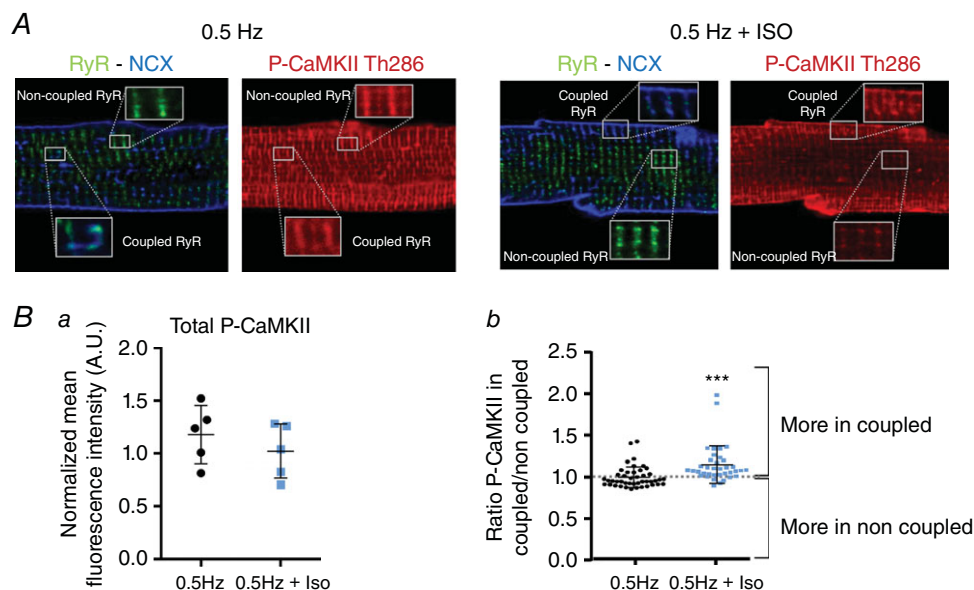 A
0.5 Hz
0.5 Hz + ISO
RyR - NCX
P-CaMKII Th286
RyR - NCX
P-CaMKII Th286
Non-coupled RyR
Non-coupled RyR
Coupled
RyR
Coupled
RyR
Coupled RyR
Coupled RyR
Non-coupled RyR
Non-coupled RyR
B
a
Total P-CaMKII
Normalized mean
fluorescence intensity (A.U.)
2.0
1.5
1.0
0.5
0.0
0.5Hz
0.5Hz + Iso
b
Ratio P-CaMKII in
coupled/non coupled
2.5
2.0
1.5
1.0
0.5
0.0
***
0.5Hz
0.5Hz + Iso
More in coupled
More in non coupled